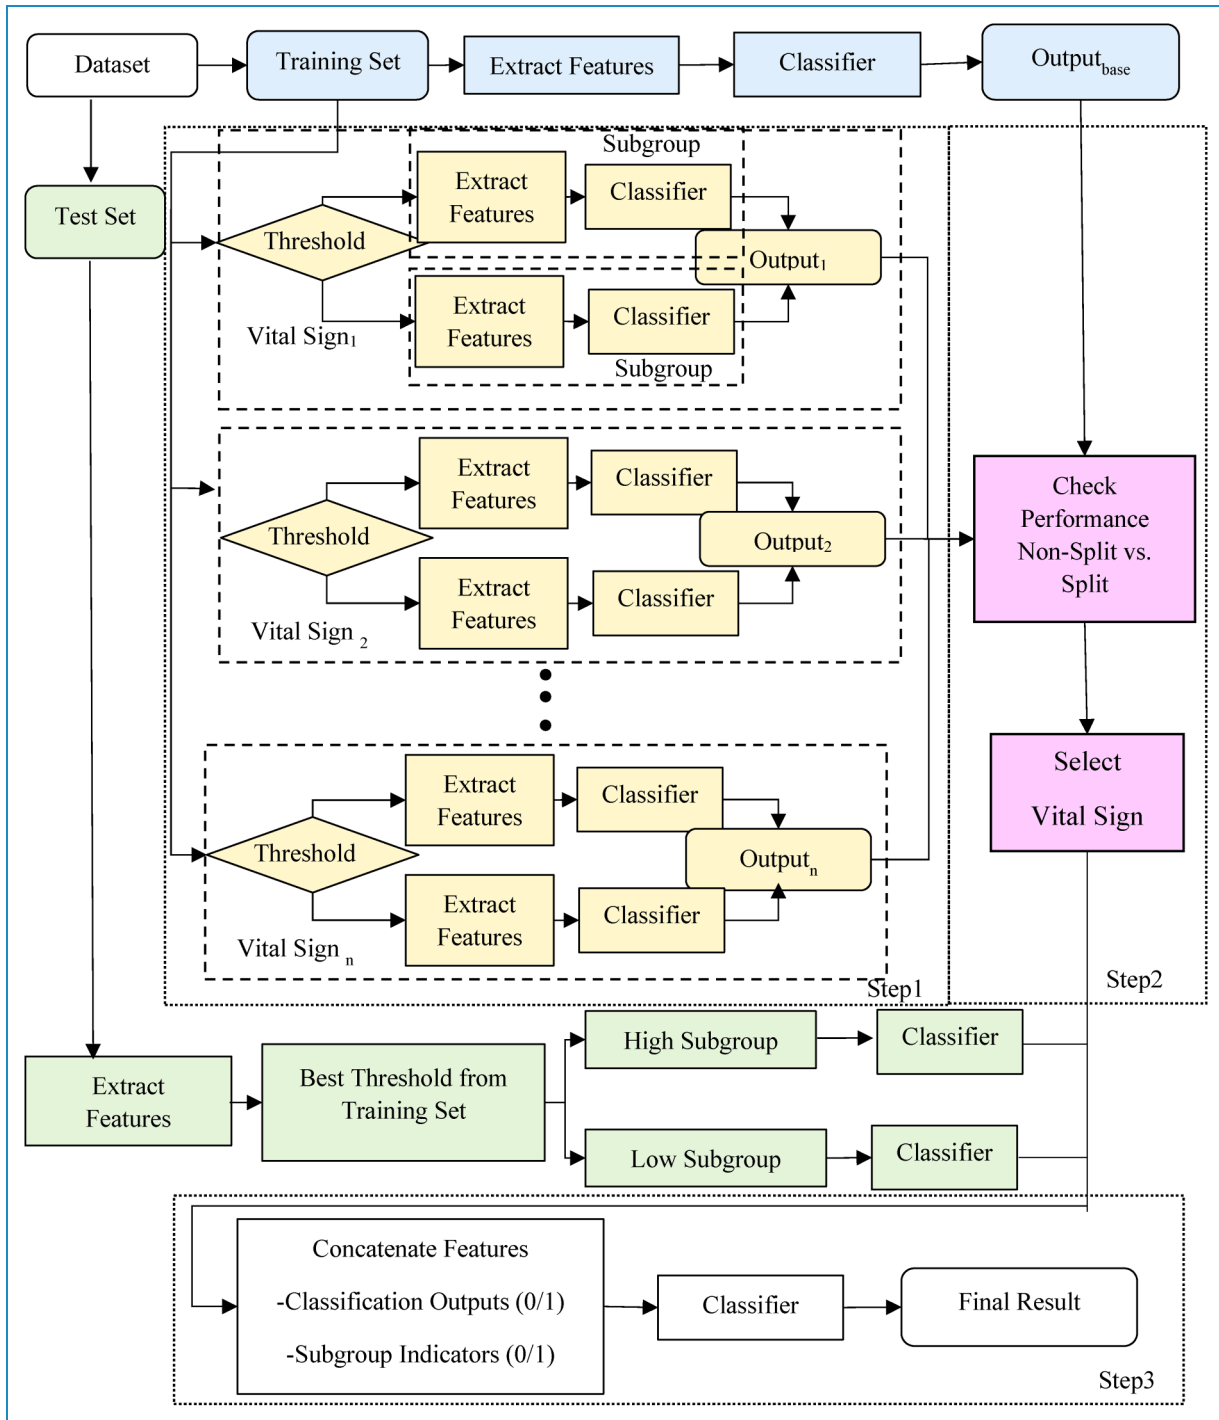 Dataset
Training Set
Extract Features
Classifier
Output base
Test Set
Subgroup
Extract
Features
Classifier
Threshold
Output1
Extract
Features
Classifier
Vital Sign1
Subgroup
Extract
Features
Classifier
Threshold
Output2
Extract
Features
Classifier
Vital Sign 2
Check
Performance
Non-Split vs.
Split
Select
Vital Sign
Extract
Features
Classifier
Threshold
Output n
Extract
Features
Classifier
Vital Sign n
Step1
Step2
Extract
Features
Best Threshold from
Training Set
High Subgroup
Classifier
Low Subgroup
Classifier
Concatenate Features
-Classification Outputs (0/1)
-Subgroup Indicators (0/1)
Classifier
Final Result
Step3